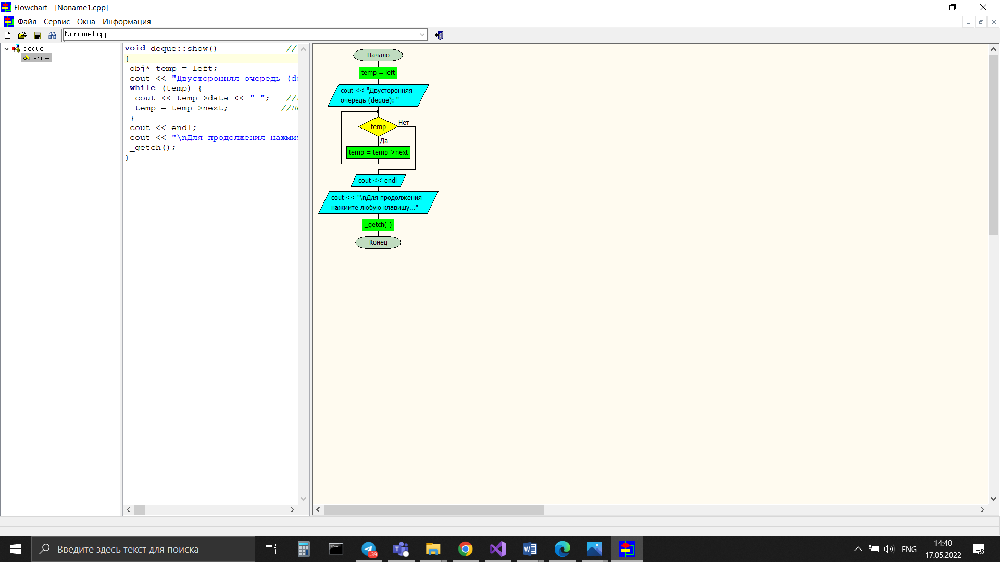 Flowchart - [Noname1.cpp]
Файл Сервис Окна Информация
Noname1.cpp
deque
show
void deque::show() //
{
obj* temp = left;
cout << "Двусторонняя очередь (de
while (temp) {
cout << temp->data << " "; //
temp = temp->next; //П
}
cout << endl;
cout << "\nДля продолжения нажмит
_getch();
}
Начало
temp = left
cout << "Двусторонняя
очередь (deque): "
temp
Нет
Да
temp = temp->next
cout << endl
cout << "\nДля продолжения
нажмите любую клавишу..."
_getch( )
Конец
Введите здесь текст для поиска
..39
ENG
14:40
17.05.2022